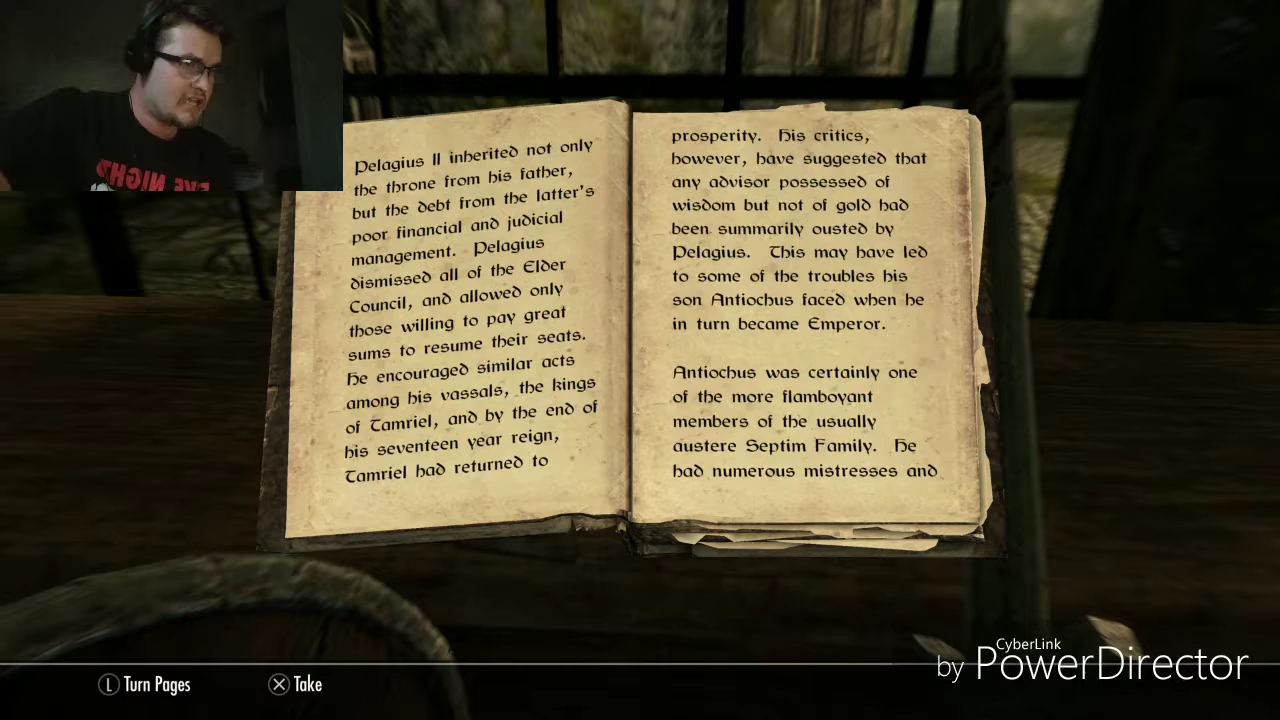 Pelagius II inherited not only
the throne from his father,
but the debt from the latter's
poor financial and judicial
management. Pelagius
dismissed all of the Elder
Council, and allowed only
those willing to pay great
sums to resume their seats.
He encouraged similar acts
among his vassals, the kings
of Tamriel, and by the end of
his seventeen year reign,
Tamriel had returned to
prosperity. His critics,
however, have suggested that
any advisor possessed of
wisdom but not of gold had
been summarily ousted by
Pelagius. This may have led
to some of the troubles his
son Antiochus faced when he
in turn became Emperor.
Antiochus was certainly one
of the more flamboyant
members of the usually
austere Septim Family. He
had numerous mistresses and
L Turn Pages
X Take
CyberLink
by PowerDirector